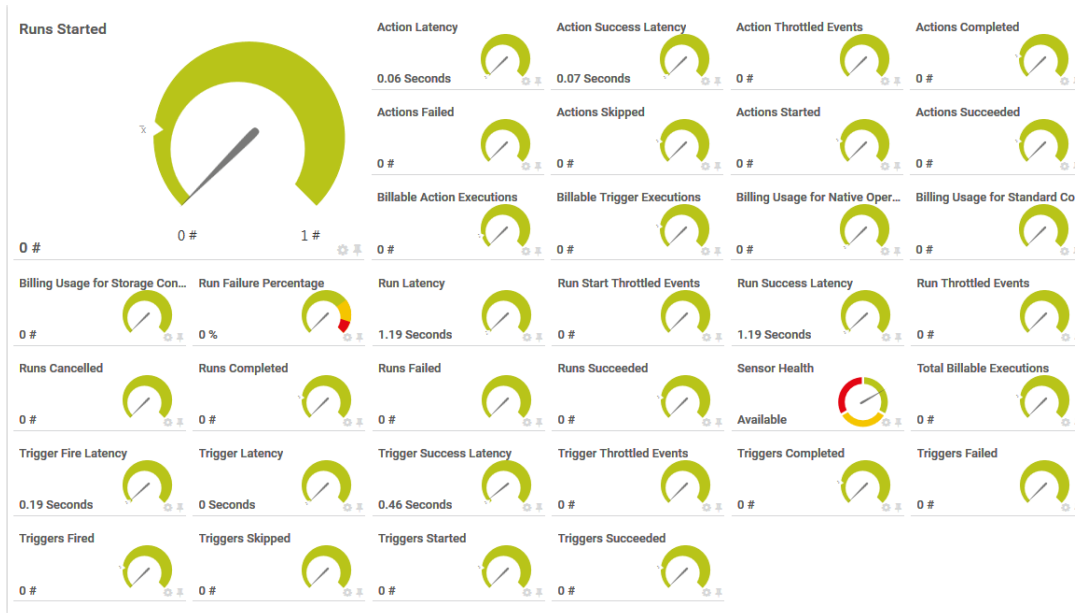 Runs Started
x̄
0 #
1 #
0 #
Action Latency
0.06 Seconds
Action Success Latency
0.07 Seconds
Action Throttled Events
0 #
Actions Completed
0 #
Actions Failed
0 #
Actions Skipped
0 #
Actions Started
0 #
Actions Succeeded
0 #
Billable Action Executions
0 #
Billable Trigger Executions
0 #
Billing Usage for Native Oper...
0 #
Billing Usage for Standard Co
0 #
Billing Usage for Storage Con...
0 #
Run Failure Percentage
0 %
Run Latency
1.19 Seconds
Run Start Throttled Events
0 #
Run Success Latency
1.19 Seconds
Run Throttled Events
0 #
Runs Cancelled
0 #
Runs Completed
0 #
Runs Failed
0 #
Runs Succeeded
0 #
Sensor Health
Available
Total Billable Executions
0 #
Trigger Fire Latency
0.19 Seconds
Trigger Latency
0 Seconds
Trigger Success Latency
0.46 Seconds
Trigger Throttled Events
0 #
Triggers Completed
0 #
Triggers Failed
0 #
Triggers Fired
0 #
Triggers Skipped
0 #
Triggers Started
0 #
Triggers Succeeded
0 #